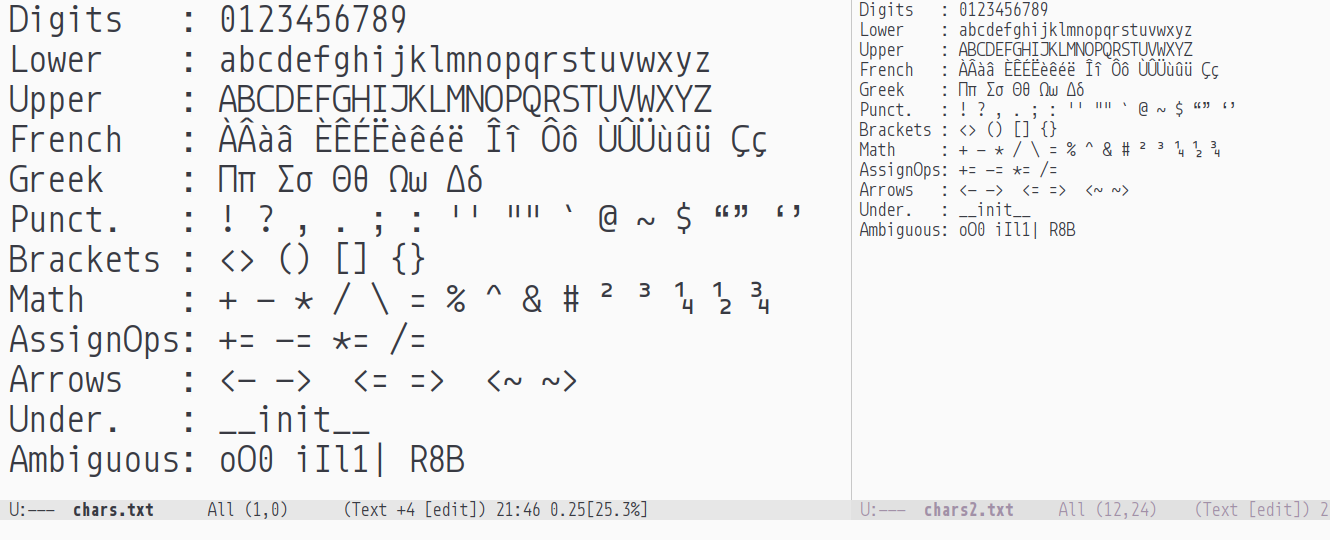 Digits   : 0123456789
Lower    : abcdefghijklmnopqrstuvwxyz
Upper    : ABCDEFGHIJKLMNOPQRSTUVWXYZ
French   : ÀÂàâ ÈÊÉËèêéë Îî Ôô ÙÛÜùûü Çç
Greek    : Ππ Σσ Θθ Ωω Δδ
Punct.   : ! ? , . ; : '' "" ` @ ~ $ “” ‘’
Brackets : <> () [] {}
Math     : + - * / \ = % ^ & # ² ³ ¼ ½ ¾
AssignOps: += -= *= /=
Arrows   : <- ->  <= =>  <~ ~>
Under.   : __init__
Ambiguous: oO0 iIl1| R8B
U:---  chars.txt      All (1,0)      (Text +4 [edit]) 21:46 0.25[25.3%]
Digits   : 0123456789
Lower    : abcdefghijklmnopqrstuvwxyz
Upper    : ABCDEFGHIJKLMNOPQRSTUVWXYZ
French   : ÀÂàâ ÈÊÉËèêéë Îî Ôô ÙÛÜùûü Çç
Greek    : Ππ Σσ Θθ Ωω Δδ
Punct.   : ! ? , . ; : '' "" ` @ ~ $ “” ‘’
Brackets : <> () [] {}
Math     : + - * / \ = % ^ & # ² ³ ¼ ½ ¾
AssignOps: += -= *= /=
Arrows   : <- ->  <= =>  <~ ~>
Under.   : __init__
Ambiguous: oO0 iIl1| R8B
U:---  chars2.txt     All (12,24)    (Text [edit]) 2